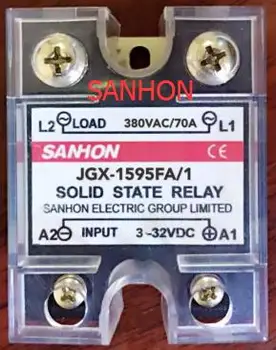 SANHON
L2 LOAD 380VAC/70A L1
SANHON CE
JGX-1595FA/1
SOLID STATE RELAY
SANHON ELECTRIC GROUP LIMITED
A2 INPUT 3~32VDC A1